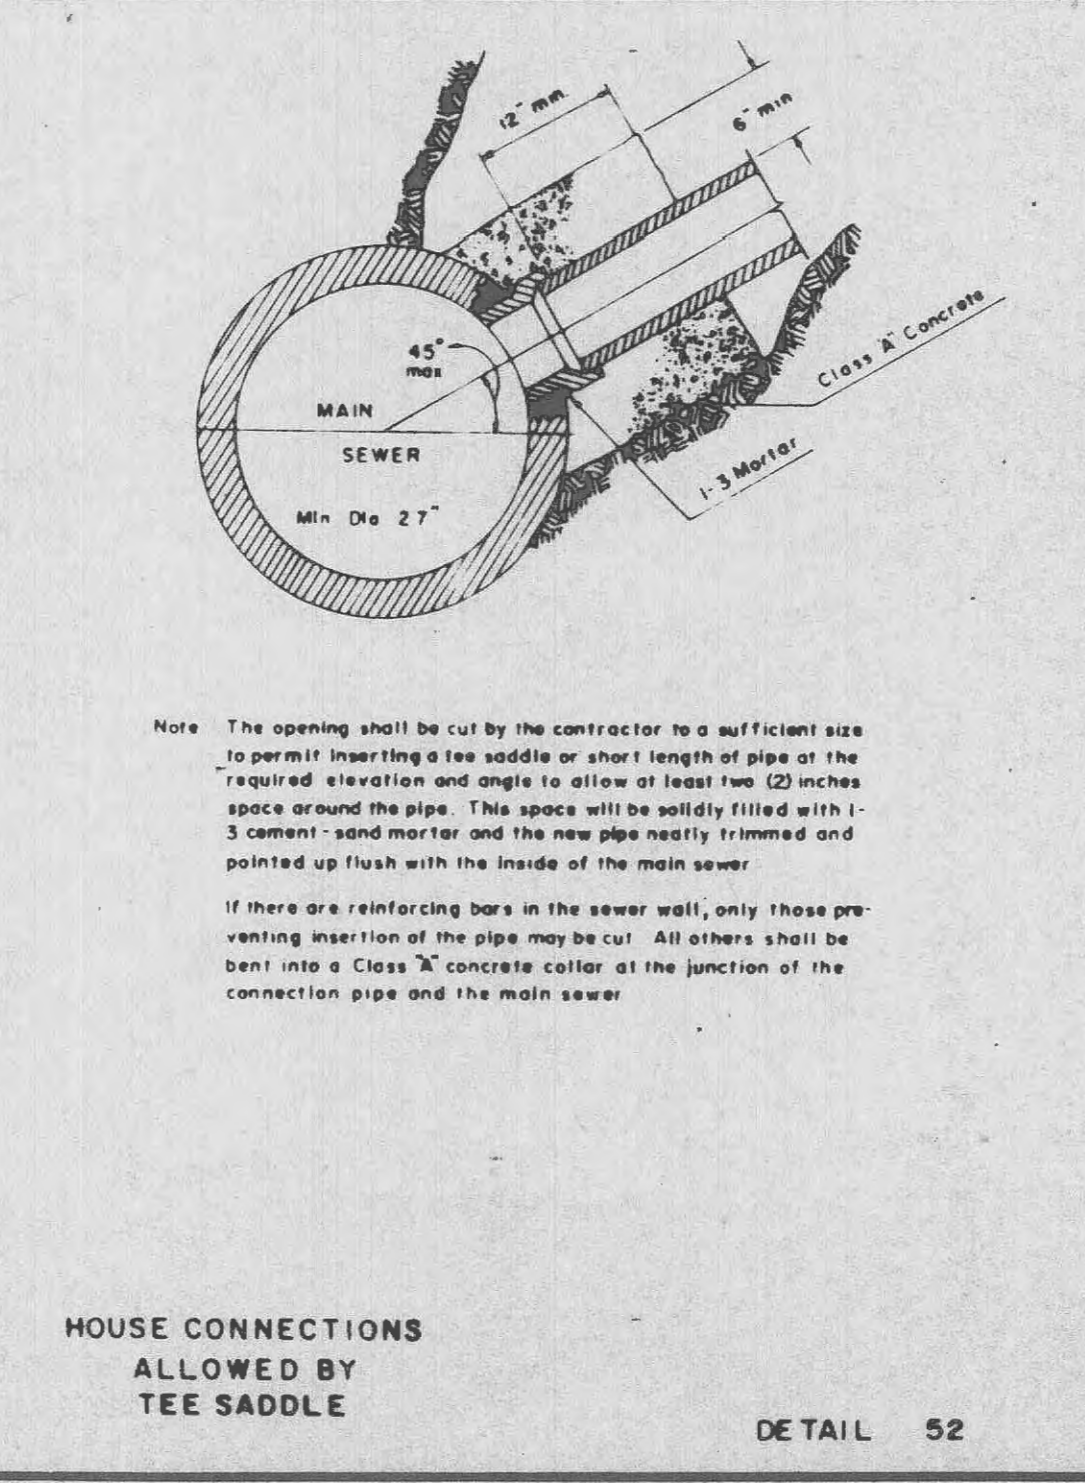 12" min.
6" min
45°
max
MAIN
SEWER
Min Dia 27"
Class "A" Concrete
1-3 Mortar
Note The opening shall be cut by the contractor to a sufficient size
to permit inserting a tee saddle or short length of pipe at the
required elevation and angle to allow at least two (2) inches
space around the pipe. This space will be solidly filled with 1-
3 cement-sand mortar and the new pipe neatly trimmed and
pointed up flush with the inside of the main sewer
If there are reinforcing bars in the sewer wall, only those pre-
venting insertion of the pipe may be cut All others shall be
bent into a Class "A" concrete collar at the junction of the
connection pipe and the main sewer
HOUSE CONNECTIONS
ALLOWED BY
TEE SADDLE
DETAIL 52